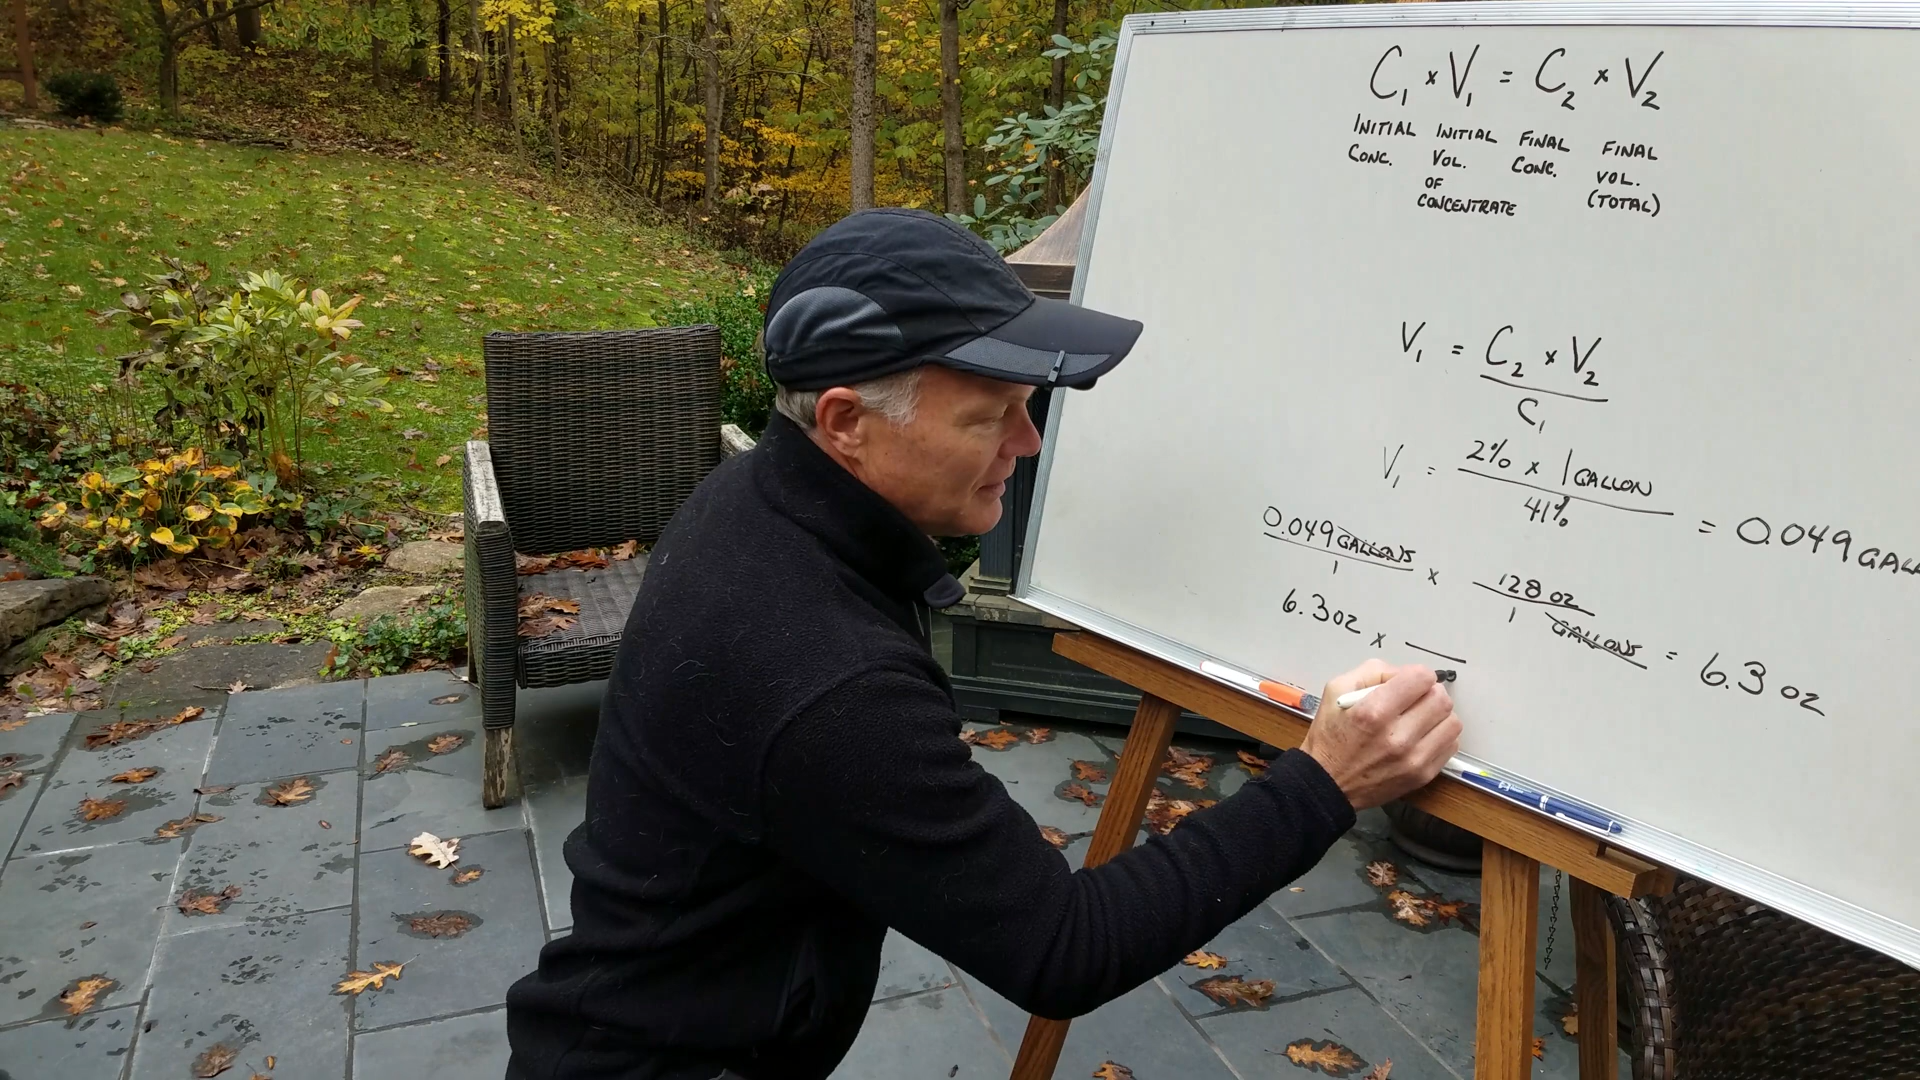 C₁ × V₁ = C₂ × V₂
INITIAL INITIAL FINAL FINAL
CONC. VOL. CONC. VOL.
OF (TOTAL)
CONCENTRATE
V₁ = C₂ × V₂
C₁
V₁ = 2% × 1 GALLON
41% = 0.049 GALL
0.049 GALLONS × 128 oz
1 1 GALLONS = 6.3 oz
6.3 oz ×